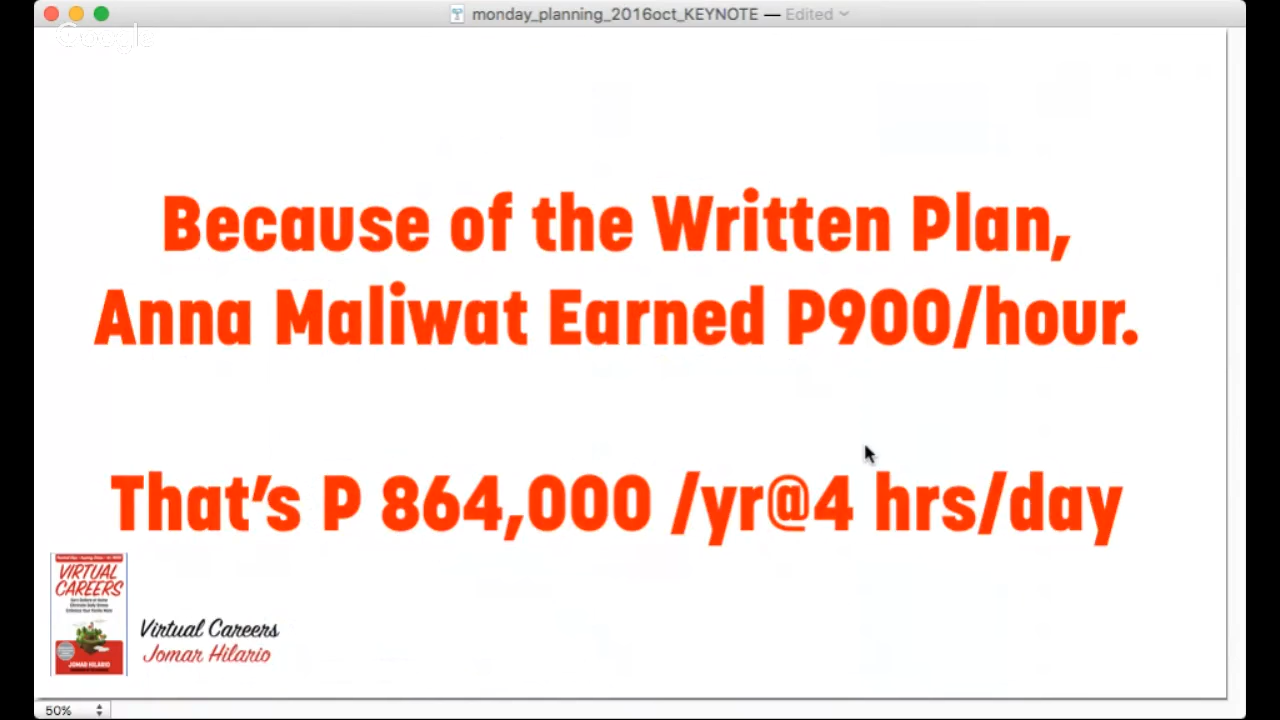 monday_planning_2016oct_KEYNOTE — Edited
Google
Because of the Written Plan,
Anna Maliwat Earned P900/hour.
That's P 864,000 /yr@4 hrs/day
VIRTUAL
CAREERS
JOMAR HILARIO
Virtual Careers
Jomar Hilario
50%